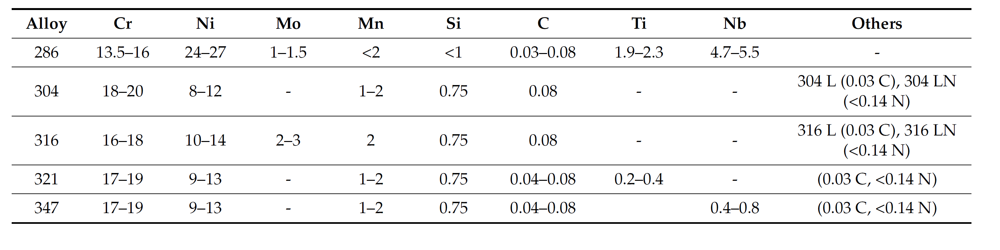 Alloy Cr Ni Mo Mn Si C Ti Nb Others
286 13.5–16 24–27 1–1.5 <2 <1 0.03–0.08 1.9–2.3 4.7–5.5 -
304 18–20 8–12 - 1–2 0.75 0.08 - - 304 L (0.03 C), 304 LN
(<0.14 N)
316 16–18 10–14 2–3 2 0.75 0.08 - - 316 L (0.03 C), 316 LN
(<0.14 N)
321 17–19 9–13 - 1–2 0.75 0.04–0.08 0.2–0.4 - (0.03 C, <0.14 N)
347 17–19 9–13 - 1–2 0.75 0.04–0.08 0.4–0.8 (0.03 C, <0.14 N)